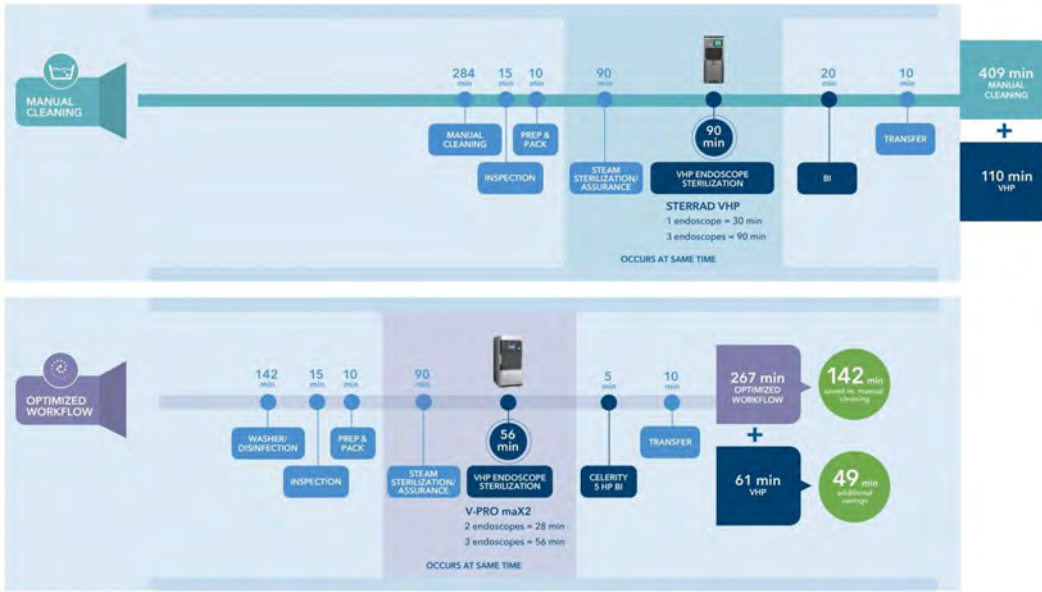 284
min
15
min
10
min
90
min
20
min
10
min
409 min
MANUAL
CLEANING
MANUAL
CLEANING
90
min
MANUAL
CLEANING
PREP &
PACK
TRANSFER
+
INSPECTION
STEAM
STERILIZATION/
ASSURANCE
VHP ENDOSCOPE
STERILIZATION
BI
110 min
VHP
STERRAD VHP
1 endoscope = 30 min
3 endoscopes = 90 min
OCCURS AT SAME TIME
142
min
15
min
10
min
90
min
5
min
10
min
267 min
OPTIMIZED
WORKFLOW
142 min
saved vs. manual
cleaning
OPTIMIZED
WORKFLOW
56
min
WASHER/
DISINFECTION
PREP &
PACK
TRANSFER
+
INSPECTION
STEAM
STERILIZATION/
ASSURANCE
VHP ENDOSCOPE
STERILIZATION
CELERITY
5 HP BI
61 min
VHP
49 min
additional
savings
V-PRO maX2
2 endoscopes = 28 min
3 endoscopes = 56 min
OCCURS AT SAME TIME